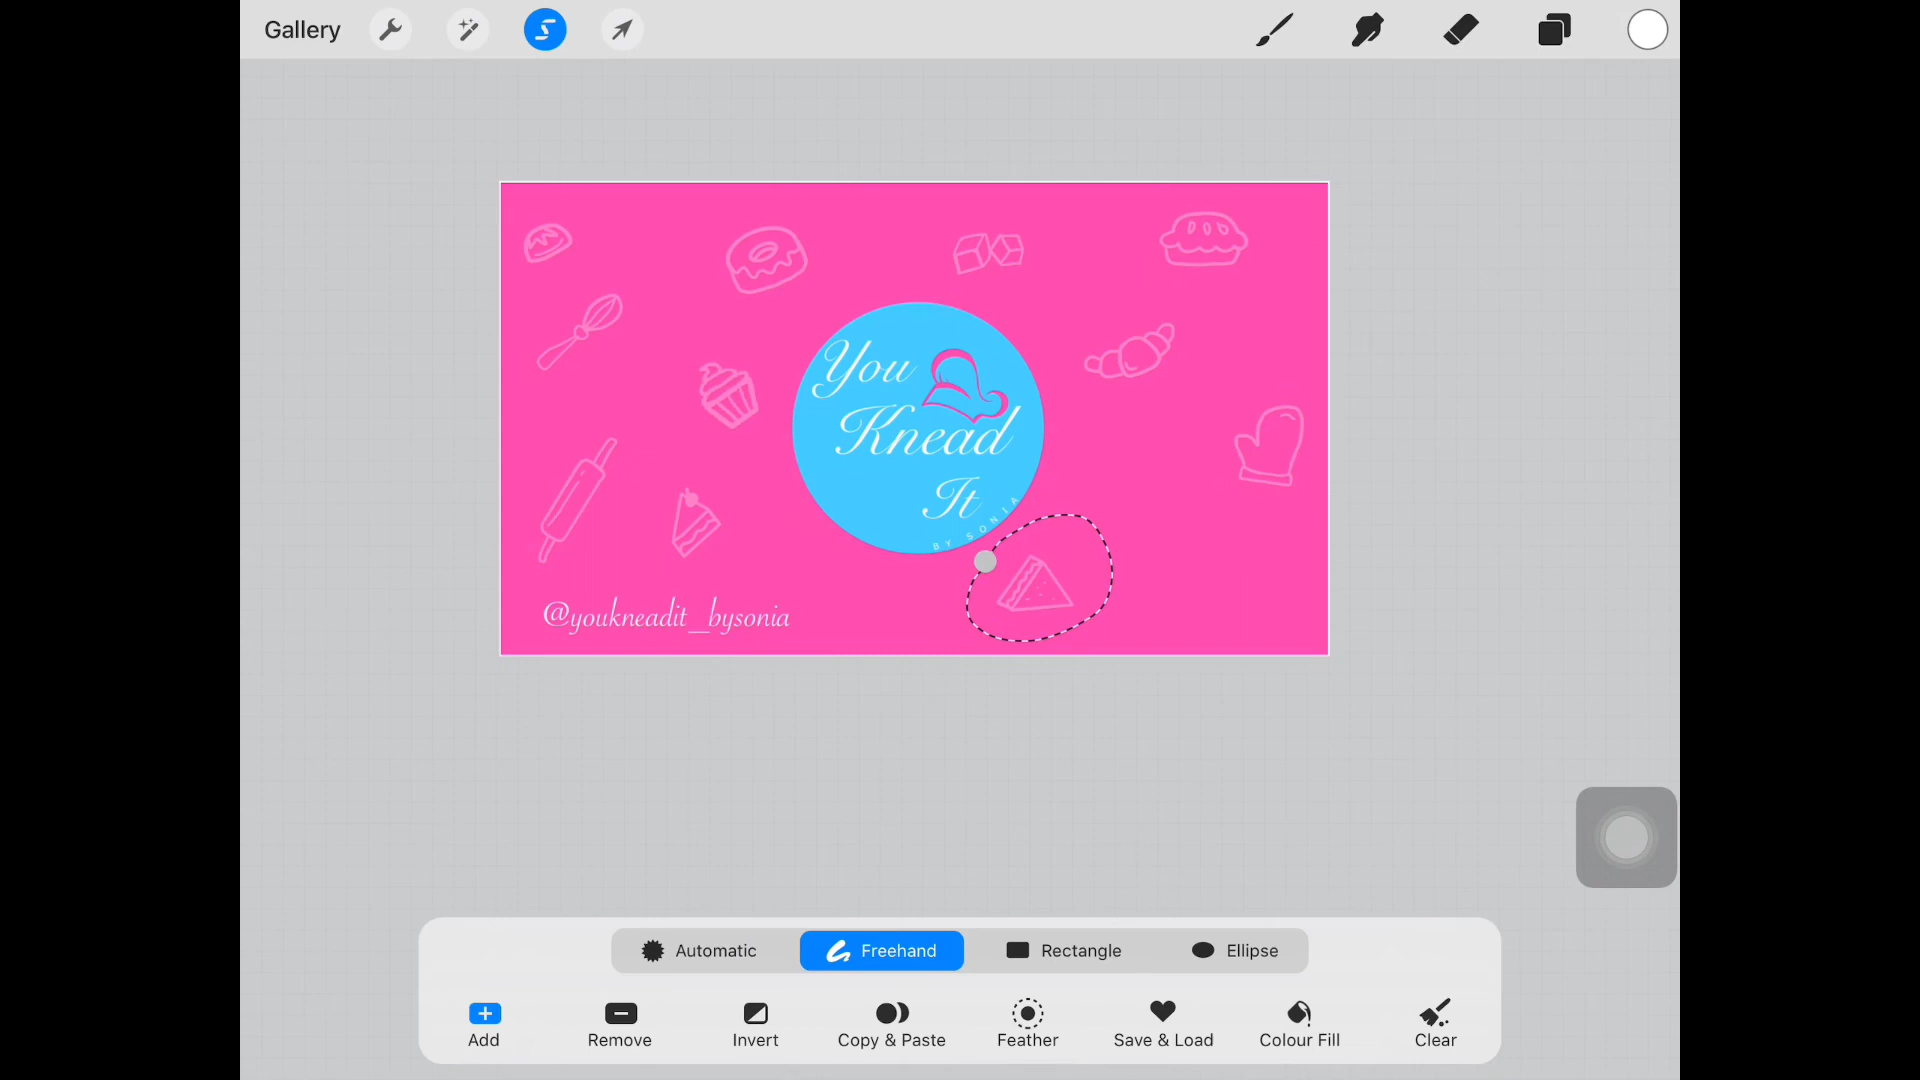 Gallery
You
Knead
It
BY SONIA
@youkneadit_bysonia
Automatic Freehand Rectangle Ellipse
Add Remove Invert Copy & Paste Feather Save & Load Colour Fill Clear